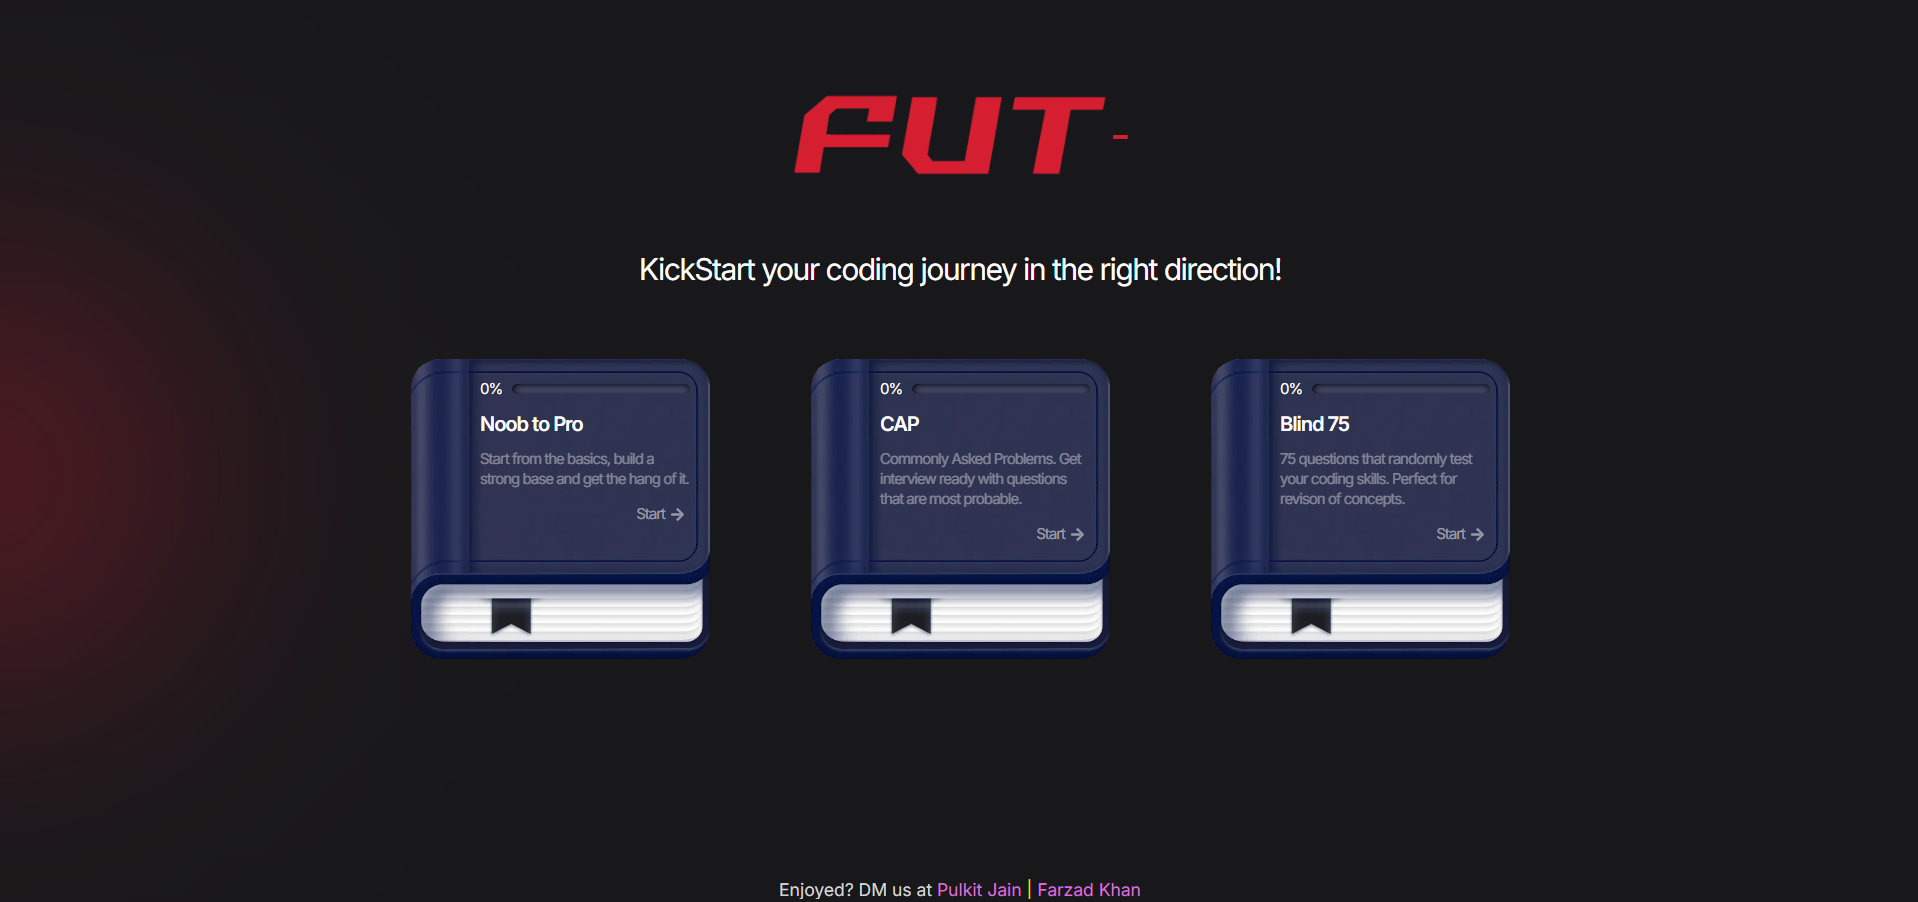 FUT-
KickStart your coding journey in the right direction!
0%
Noob to Pro
Start from the basics, build a
strong base and get the hang of it.
Start →
0%
CAP
Commonly Asked Problems. Get
interview ready with questions
that are most probable.
Start →
0%
Blind 75
75 questions that randomly test
your coding skills. Perfect for
revison of concepts.
Start →
Enjoyed? DM us at Pulkit Jain | Farzad Khan